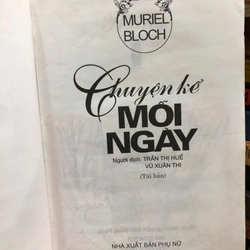 MURIEL
BLOCH
Chuyện kể
MỖI
NGÀY
Người dịch: TRẦN THỊ HUẾ
VŨ XUÂN THI
(Tái bản)
NHÀ XUẤT BẢN PHỤ NỮ